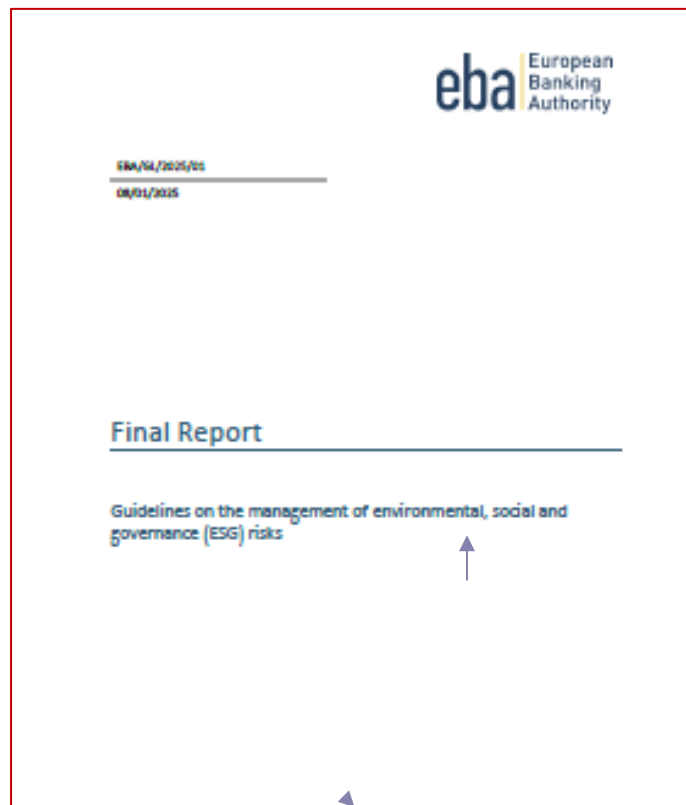 eba European
Banking
Authority
EBA/GL/2025/01
08/01/2025
Final Report
Guidelines on the management of environmental, social and
governance (ESG) risks